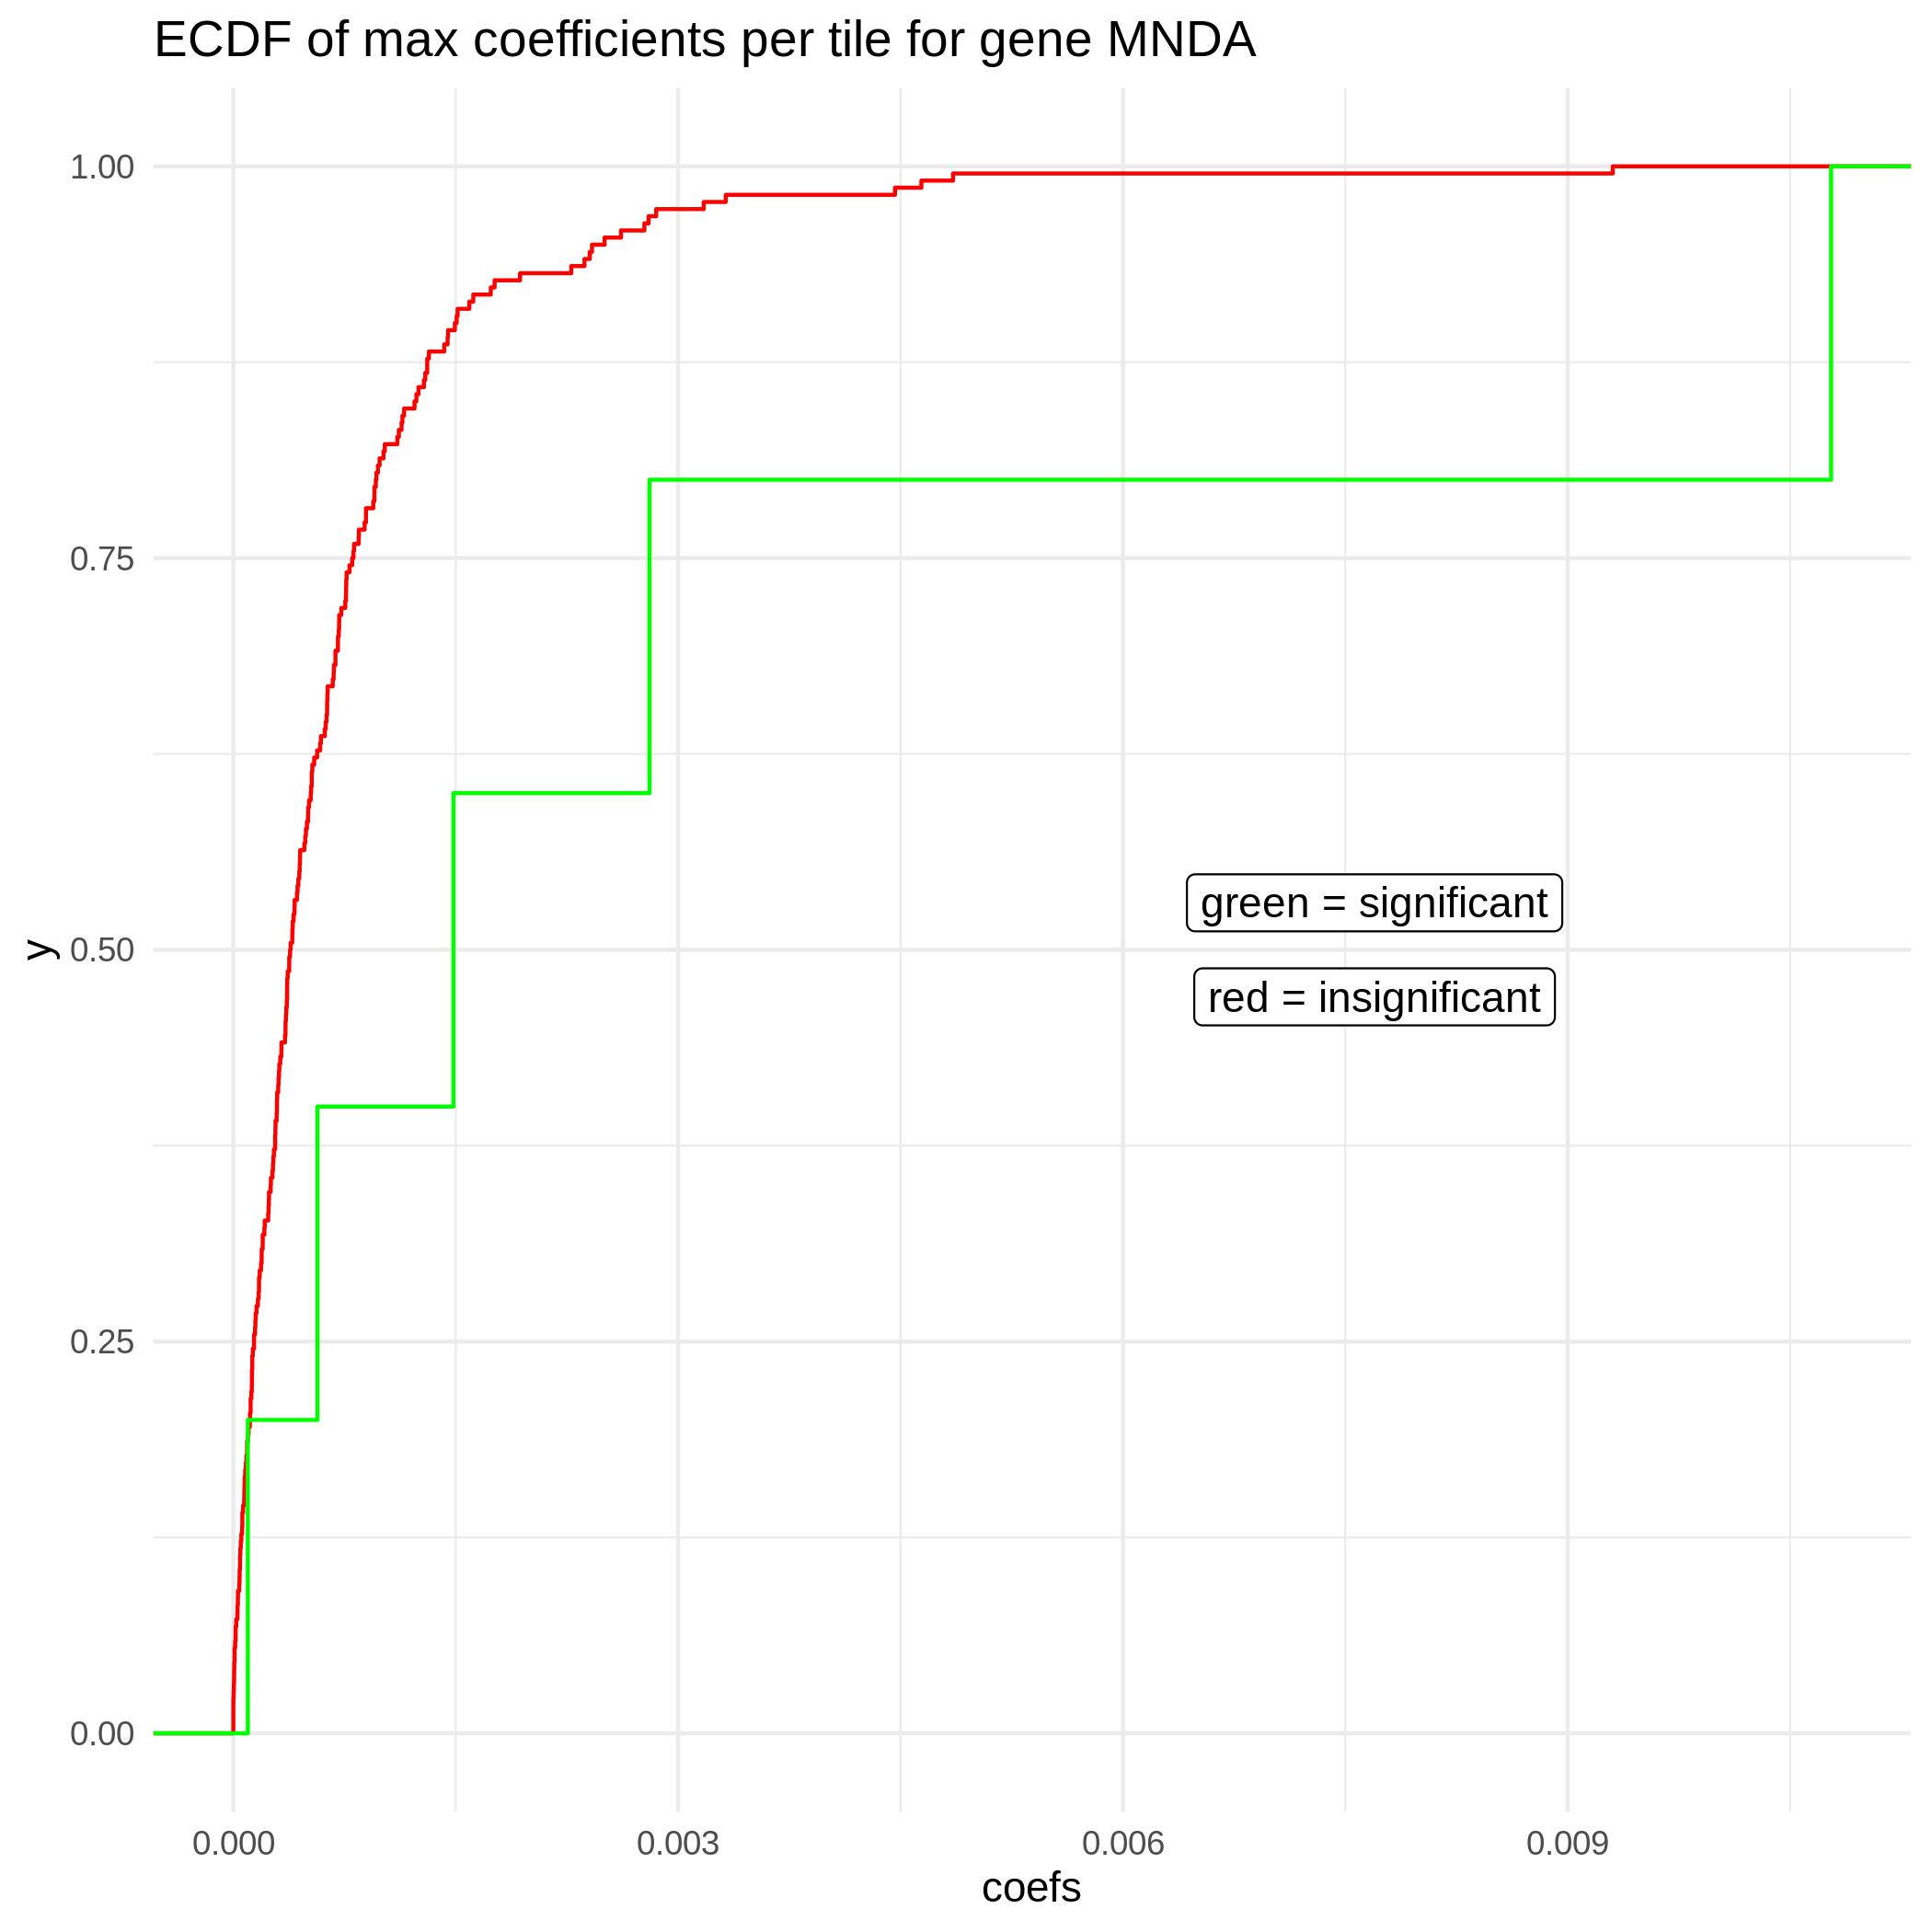 ECDF of max coefficients per tile for gene MNDA
1.00
0.75
0.50
0.25
0.00
y
green = significant
red = insignificant
0.000 0.003 0.006 0.009
coefs